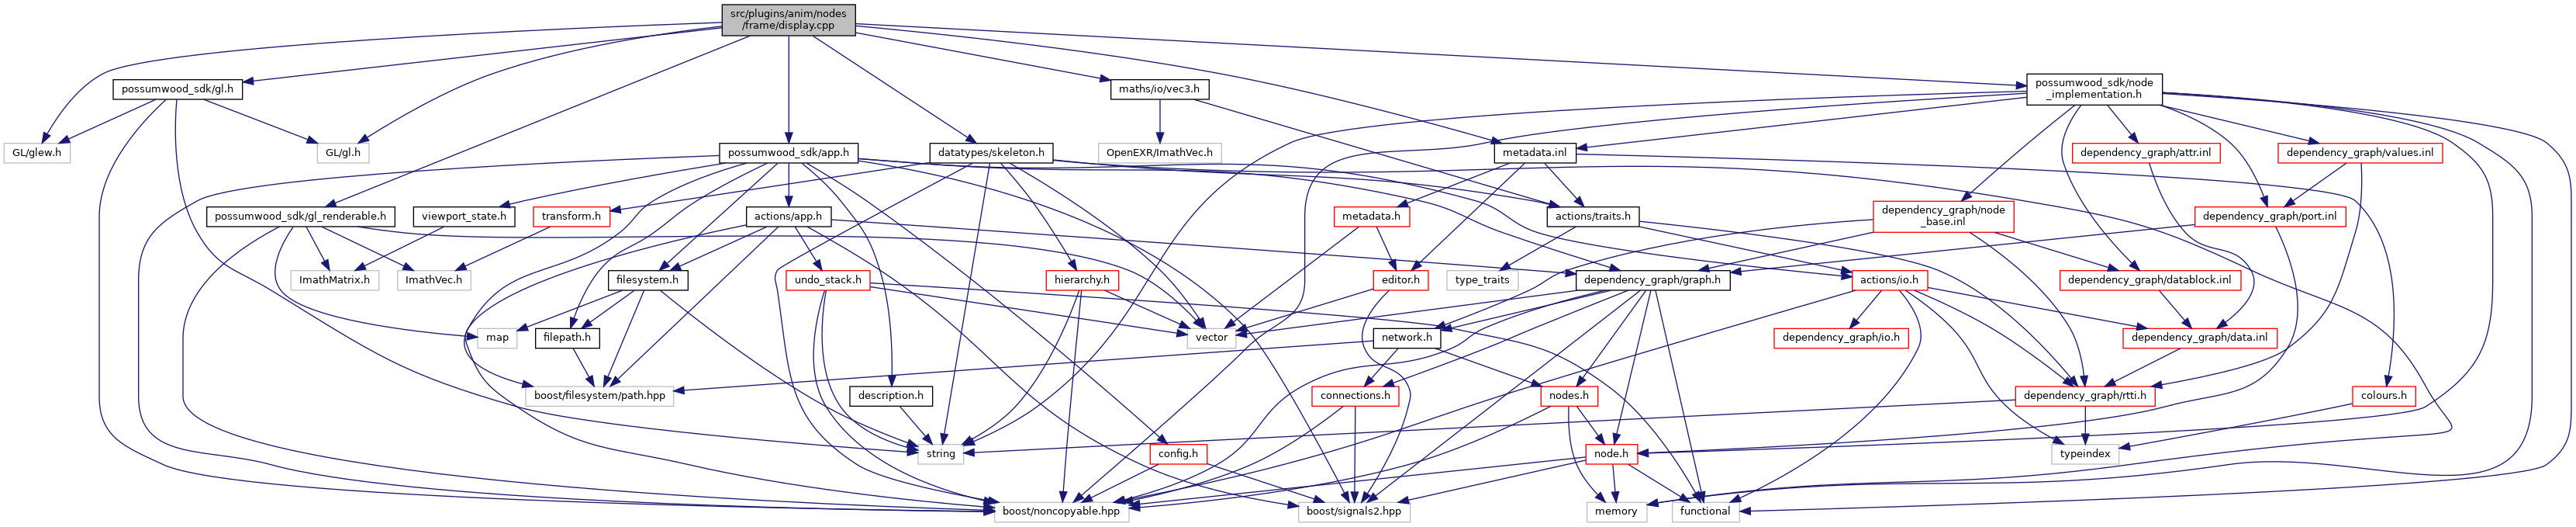 src/plugins/anim/nodes
/frame/display.cpp
possumwood_sdk/gl.h
maths/io/vec3.h
possumwood_sdk/node
_implementation.h
GL/glew.h
GL/gl.h
possumwood_sdk/app.h
datatypes/skeleton.h
OpenEXR/ImathVec.h
metadata.inl
dependency_graph/attr.inl
dependency_graph/values.inl
possumwood_sdk/gl_renderable.h
viewport_state.h
transform.h
actions/app.h
metadata.h
actions/traits.h
dependency_graph/node
_base.inl
dependency_graph/port.inl
ImathMatrix.h
ImathVec.h
filesystem.h
undo_stack.h
hierarchy.h
editor.h
type_traits
dependency_graph/graph.h
actions/io.h
dependency_graph/datablock.inl
map
filepath.h
vector
network.h
dependency_graph/io.h
dependency_graph/data.inl
boost/filesystem/path.hpp
description.h
connections.h
nodes.h
dependency_graph/rtti.h
colours.h
string
config.h
node.h
typeindex
boost/noncopyable.hpp
boost/signals2.hpp
memory
functional